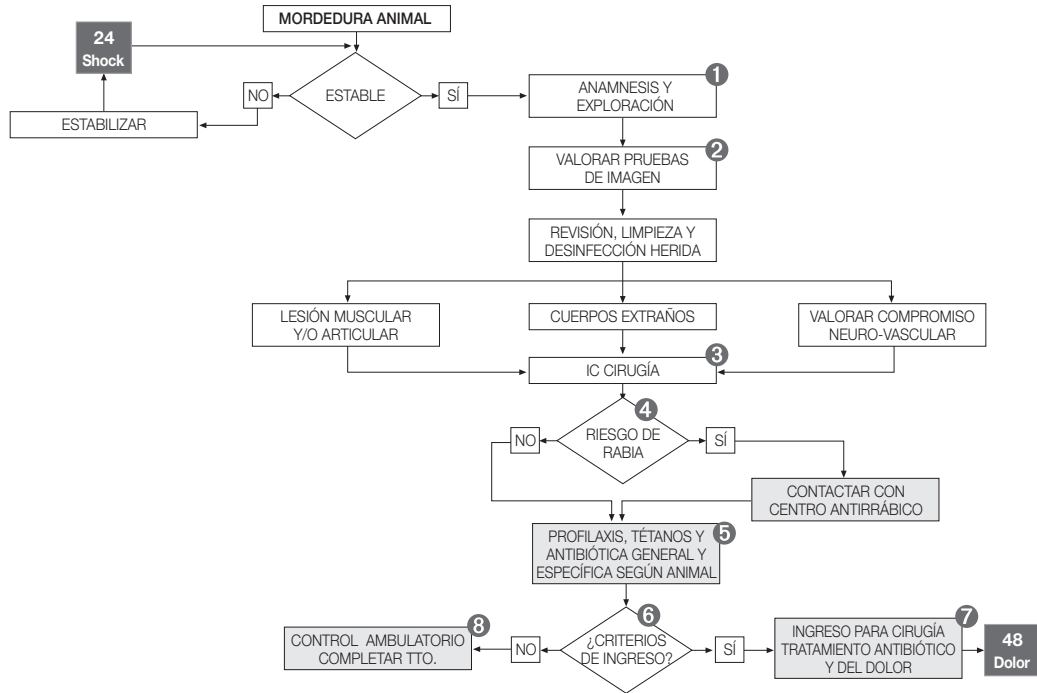 MORDEDURA ANIMAL
24
Shock
ESTABLE
NO
SÍ
ESTABILIZAR
1
ANAMNESIS Y
EXPLORACIÓN
2
VALORAR PRUEBAS
DE IMAGEN
REVISIÓN, LIMPIEZA Y
DESINFECCIÓN HERIDA
LESIÓN MUSCULAR
Y/O ARTICULAR
CUERPOS EXTRAÑOS
VALORAR COMPROMISO
NEURO-VASCULAR
3
IC CIRUGÍA
4
RIESGO DE
RABIA
NO
SÍ
CONTACTAR CON
CENTRO ANTIRRÁBICO
5
PROFILAXIS, TÉTANOS Y
ANTIBIÓTICA GENERAL Y
ESPECÍFICA SEGÚN ANIMAL
6
¿CRITERIOS
DE INGRESO?
NO
SÍ
8
CONTROL AMBULATORIO
COMPLETAR TTO.
7
INGRESO PARA CIRUGÍA
TRATAMIENTO ANTIBIÓTICO
Y DEL DOLOR
48
Dolor